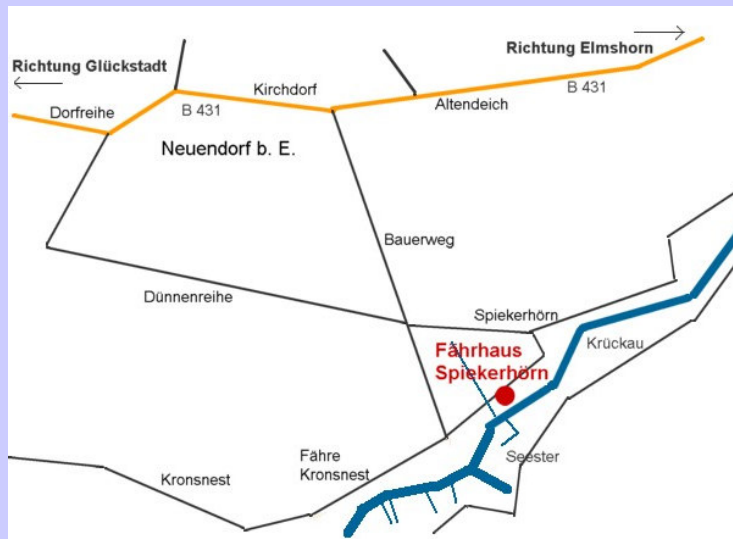 Richtung Elmshorn
Richtung Glückstadt
Kirchdorf
B 431
Dorfreihe
B 431
Altendeich
Neuendorf b. E.
Bauerweg
Dünnenreihe
Spiekerhörn
Krückau
Fährhaus
Spiekerhörn
Fähre
Kronsnest
Kronsnest
Seester